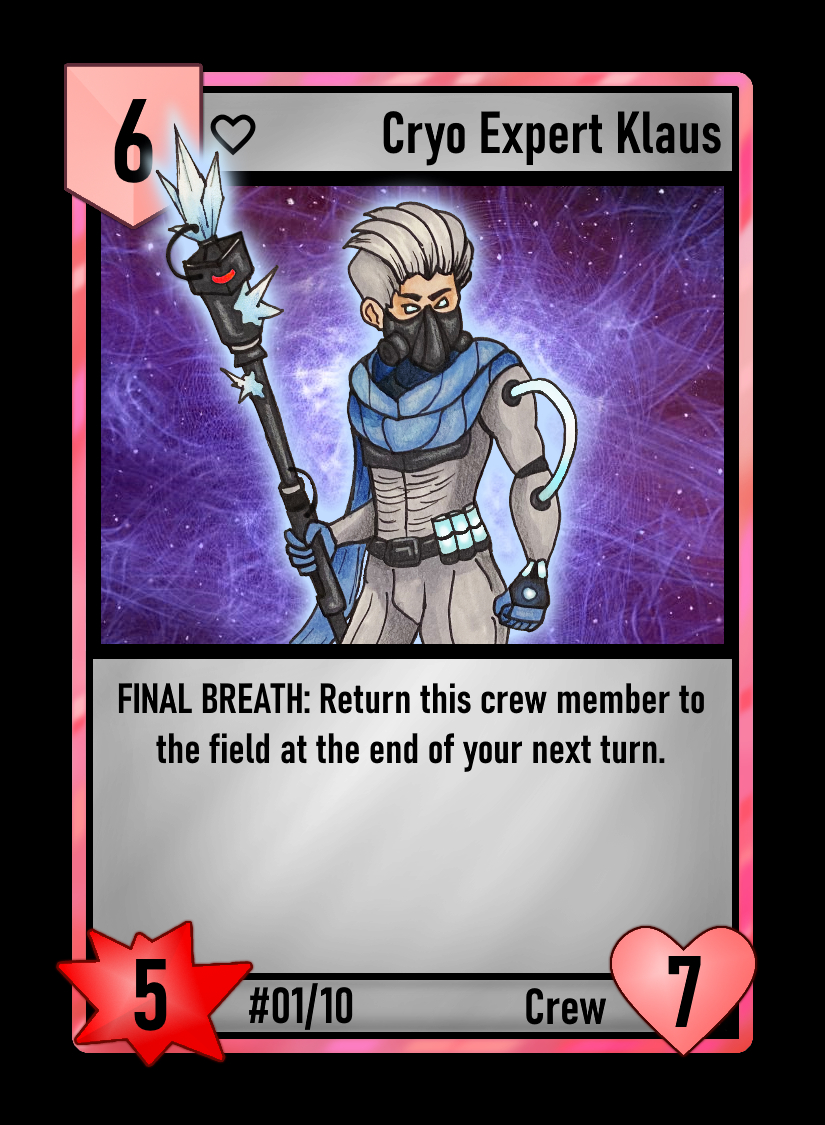 6
Cryo Expert Klaus
FINAL BREATH: Return this crew member to
the field at the end of your next turn.
5
#01/10
Crew
7